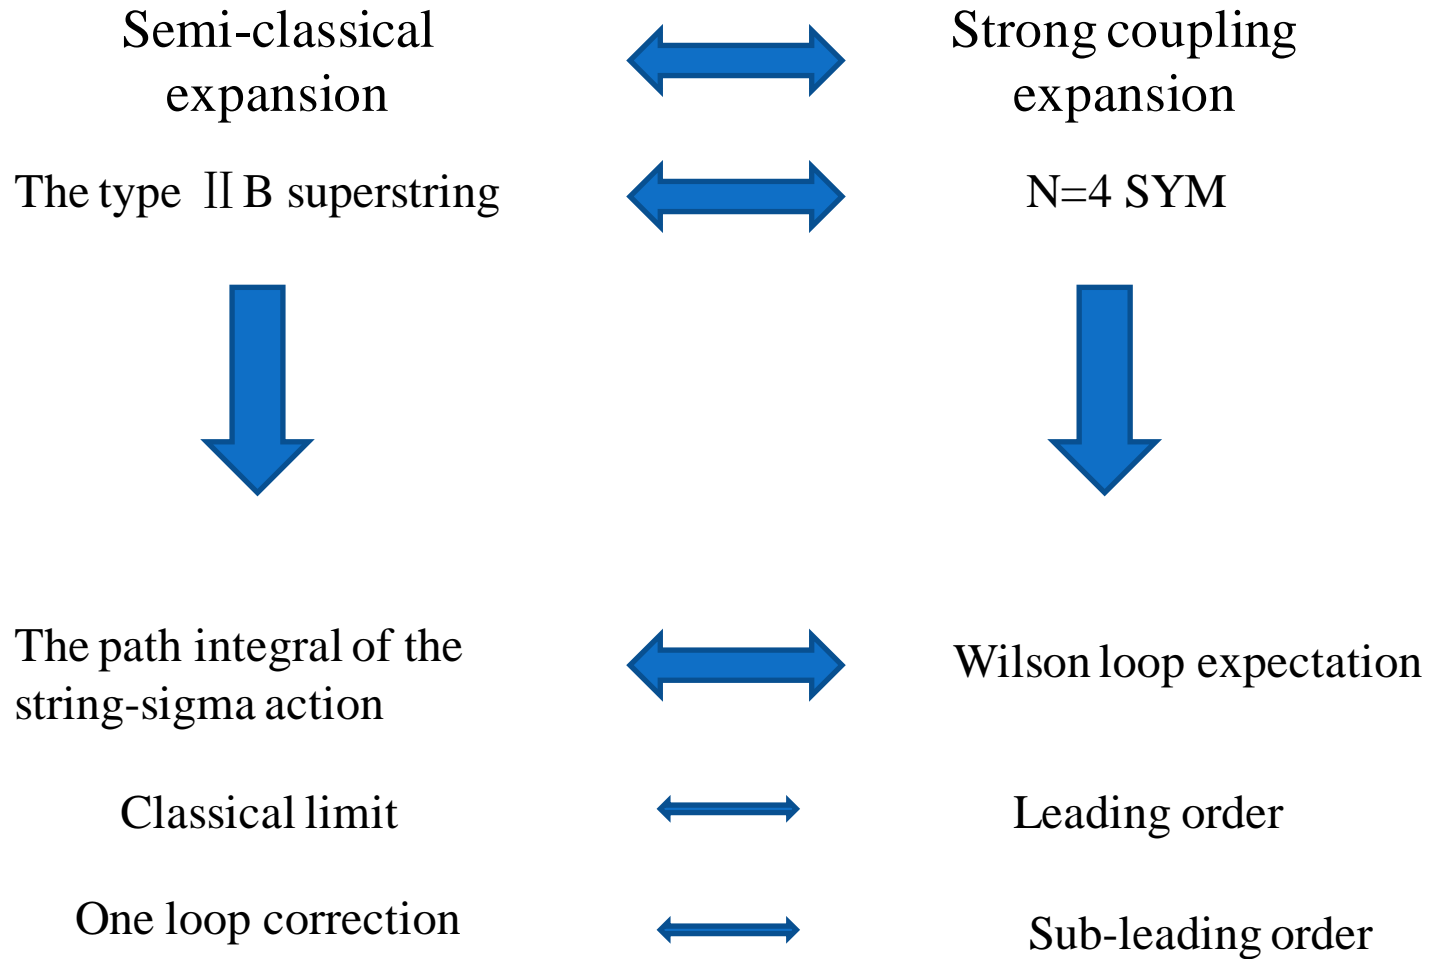 Semi-classical
expansion
Strong coupling
expansion
The type Ⅱ B superstring
N=4 SYM
The path integral of the
string-sigma action
Wilson loop expectation
Classical limit
Leading order
One loop correction
Sub-leading order